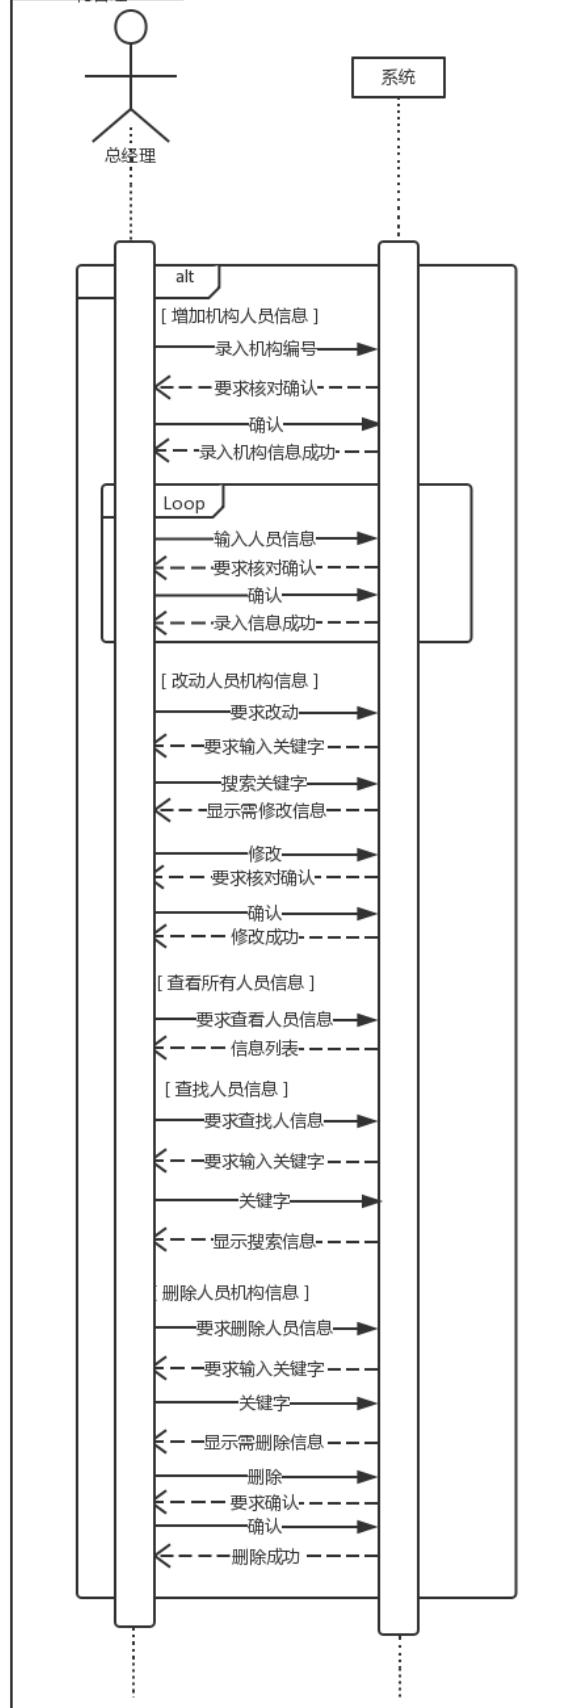 系统
总经理
alt
[ 增加机构人员信息 ]
录入机构编号
要求核对确认
确认
录入机构信息成功
Loop
输入人员信息
要求核对确认
确认
录入信息成功
[ 改动人员机构信息 ]
要求改动
要求输入关键字
搜索关键字
显示需修改信息
修改
要求核对确认
确认
修改成功
[ 查看所有人员信息 ]
要求查看人员信息
信息列表
[ 查找人员信息 ]
要求查找人信息
要求输入关键字
关键字
显示搜索信息
[ 删除人员机构信息 ]
要求删除人员信息
要求输入关键字
关键字
显示需删除信息
删除
要求确认
确认
删除成功